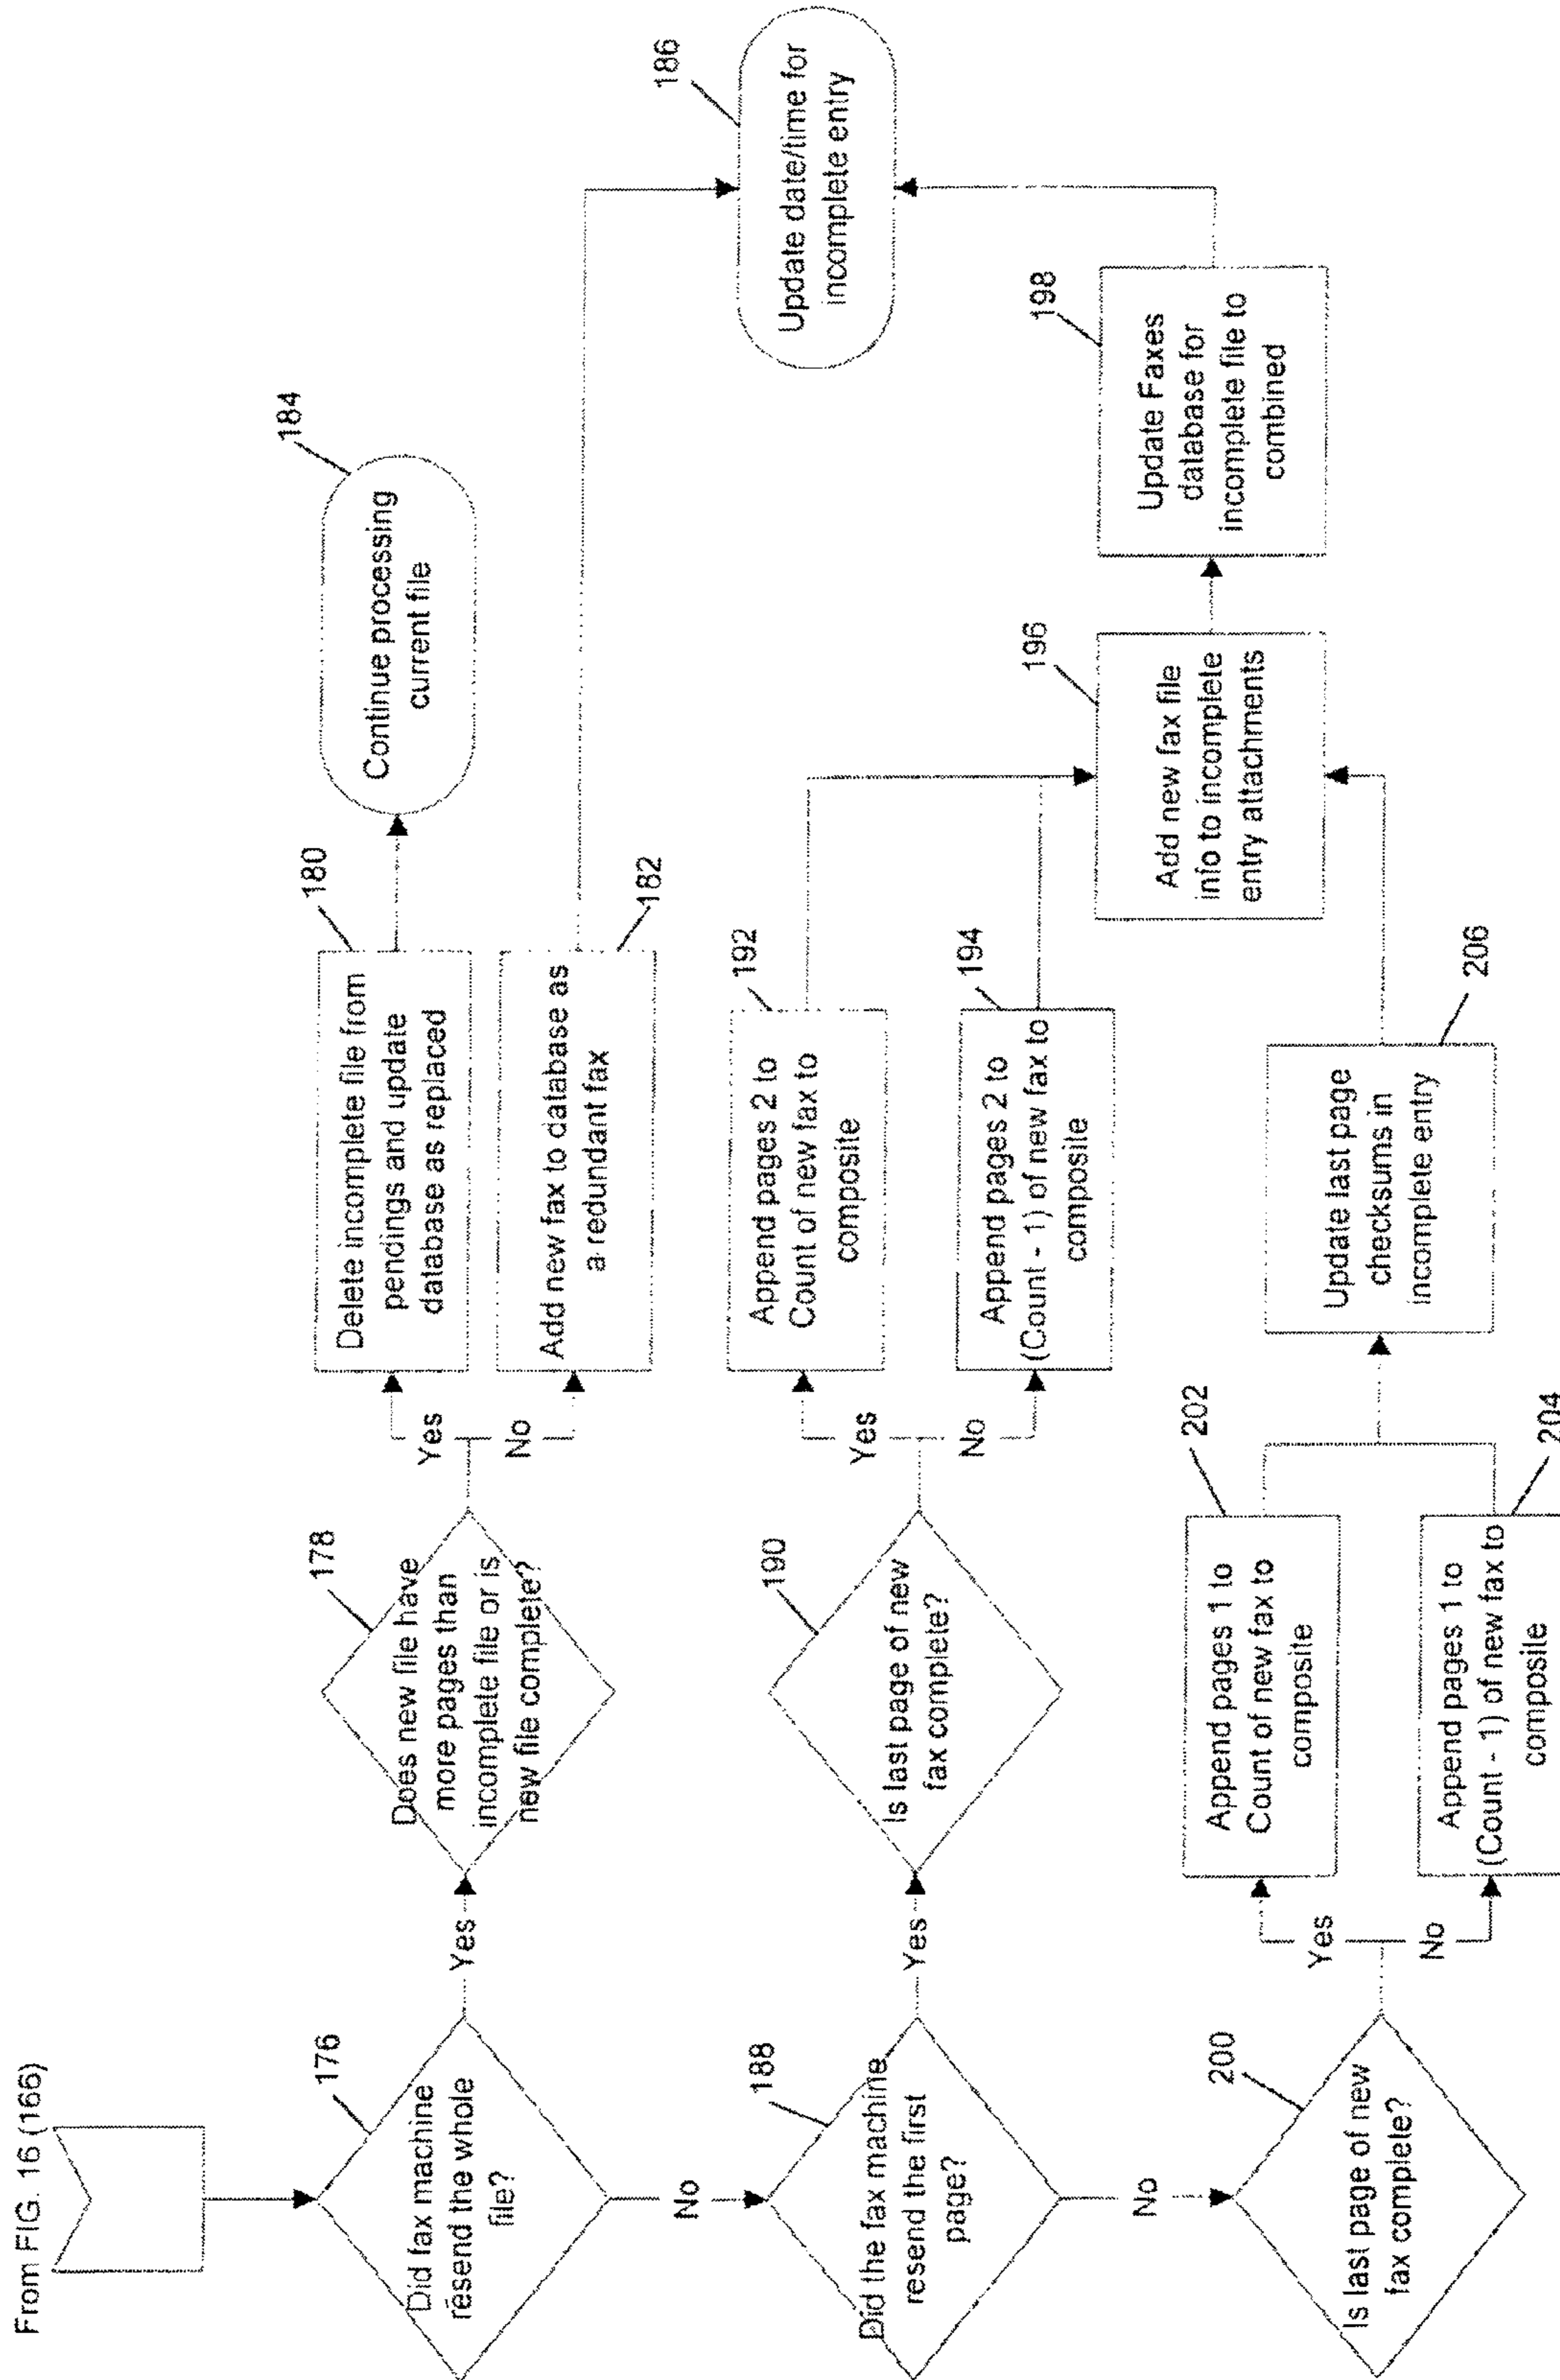 From FIG. 16 (166)
176
Did fax machine
resend the whole
file?
Yes
No
178
Does new file have
more pages than
incomplete file or is
new file complete?
Yes
No
180
Delete incomplete file from
pendings and update
database as replaced
184
Continue processing
current file
182
Add new fax to database as
a redundant fax
186
Update date/time for
incomplete entry
188
Did the fax machine
resend the first
page?
Yes
No
190
Is last page of new
fax complete?
Yes
No
192
Append pages 2 to
Count of new fax to
composite
194
Append pages 2 to
(Count - 1) of new fax to
composite
196
Add new fax file
info to incomplete
entry attachments
198
Update Faxes
database for
incomplete file to
combined
200
Is last page of new
fax complete?
Yes
No
202
Append pages 1 to
Count of new fax to
composite
204
Append pages 1 to
(Count - 1) of new fax to
composite
206
Update last page
checksums in
incomplete entry